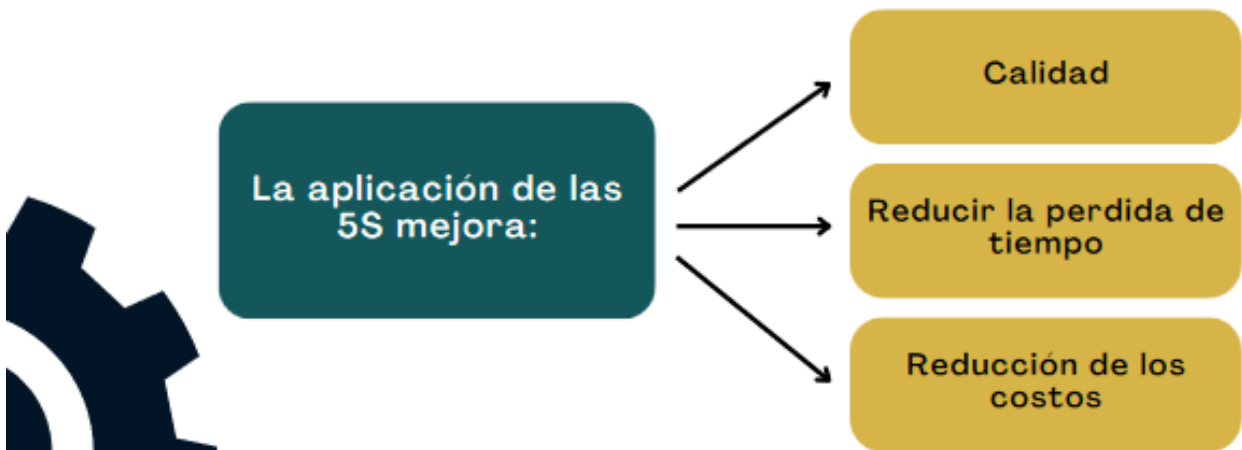 La aplicación de las
5S mejora:
Calidad
Reducir la perdida de
tiempo
Reducción de los
costos